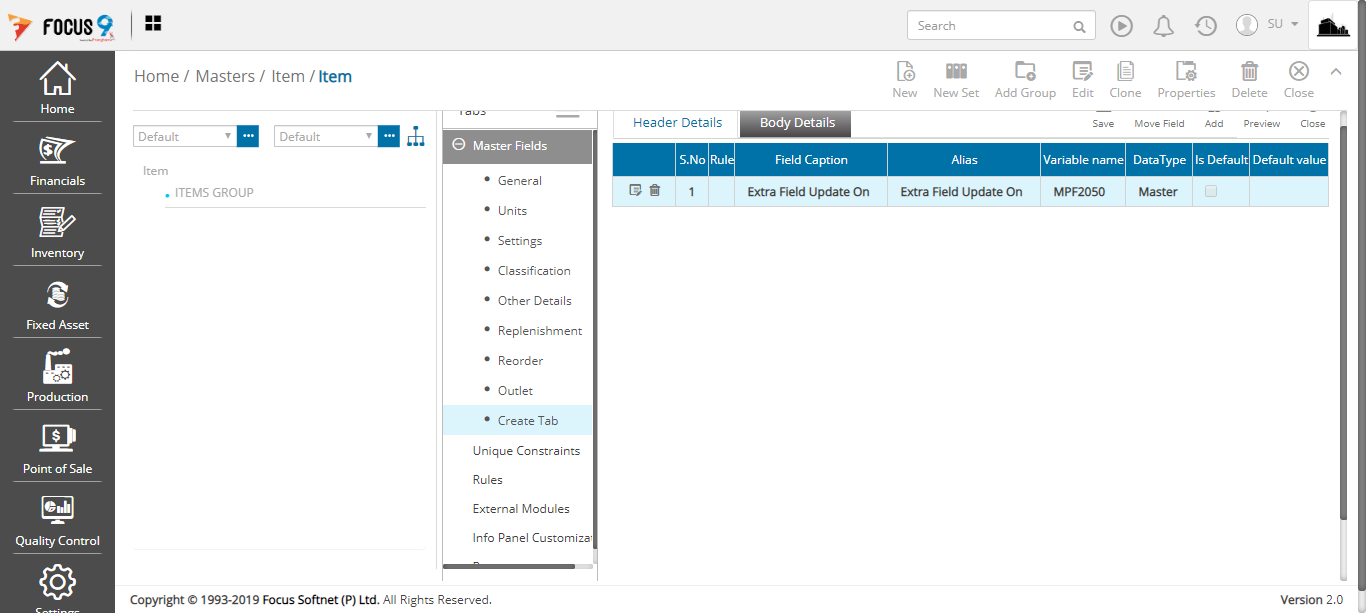 FOCUS 9
Search
SU
Home / Masters / Item / Item
New
New Set
Add Group
Edit
Clone
Properties
Delete
Close
Home
Financials
Inventory
Fixed Asset
Production
Point of Sale
Quality Control
Settings
Default
Default
Item
ITEMS GROUP
Tabs
Master Fields
General
Units
Settings
Classification
Other Details
Replenishment
Reorder
Outlet
Create Tab
Unique Constraints
Rules
External Modules
Info Panel Customizat
Header Details
Body Details
Save
Move Field
Add
Preview
Close
S.No Rule Field Caption Alias Variable name DataType Is Default Default value
1 Extra Field Update On Extra Field Update On MPF2050 Master
Copyright © 1993-2019 Focus Softnet (P) Ltd. All Rights Reserved.
Version 2.0